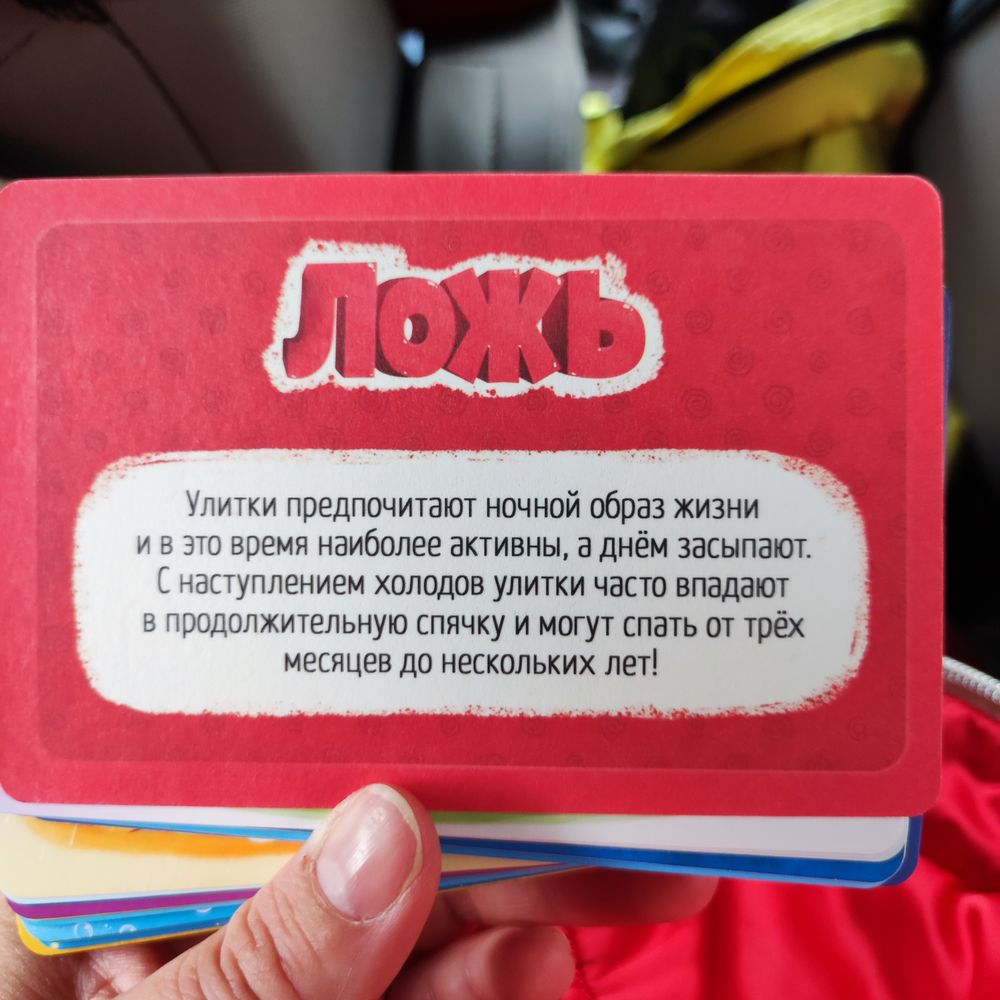 Ложь
Улитки предпочитают ночной образ жизни
и в это время наиболее активны, а днём засыпают.
С наступлением холодов улитки часто впадают
в продолжительную спячку и могут спать от трёх
месяцев до нескольких лет!